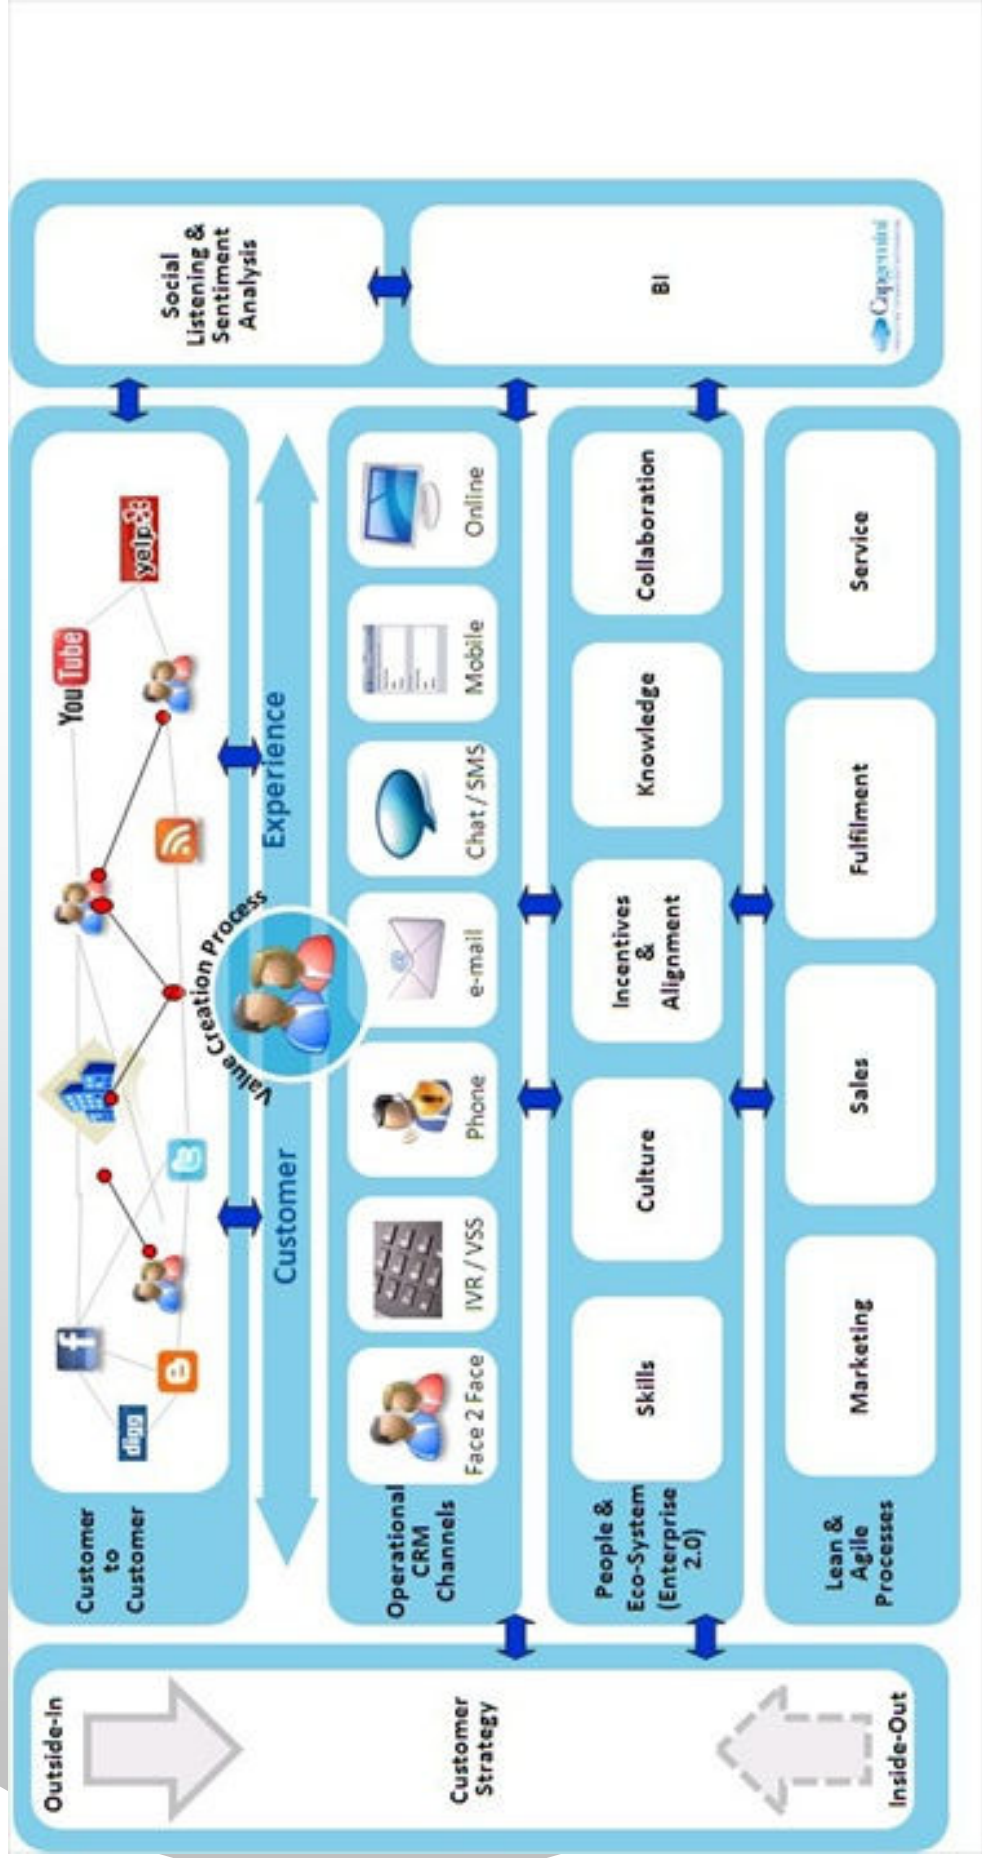 Outside-In
Customer
Strategy
Inside-Out
Customer
to
Customer
digg
f
YouTube
yelp
Value Creation Process
Customer
Experience
Operational
CRM
Channels
Face 2 Face
IVR / VSS
Phone
e-mail
Chat / SMS
Mobile
Online
People &
Eco-System
(Enterprise
2.0)
Skills
Culture
Incentives
&
Alignment
Knowledge
Collaboration
Lean &
Agile
Processes
Marketing
Sales
Fulfilment
Service
Social
Listening &
Sentiment
Analysis
BI
Capgemini